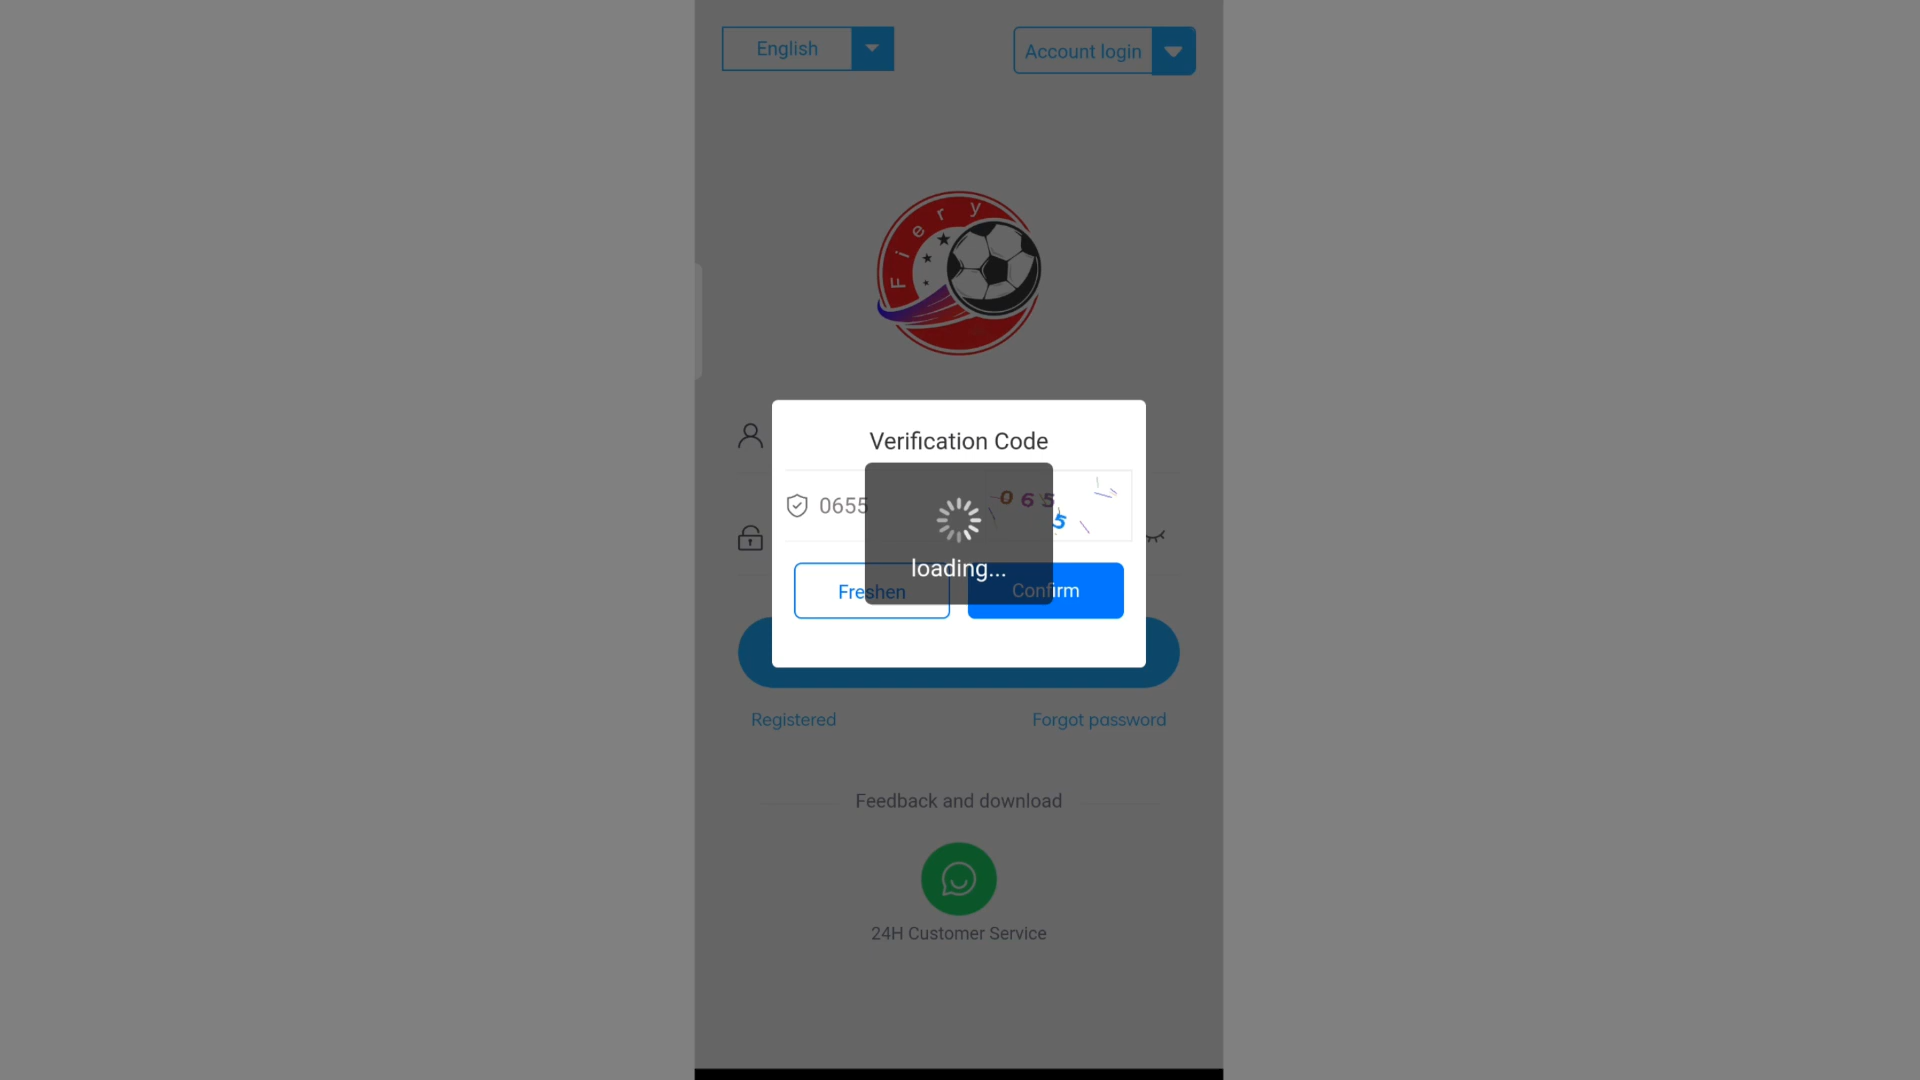 English
Account login
Fiery
Verification Code
0655
0655
loading...
Freshen
Confirm
Registered
Forgot password
Feedback and download
24H Customer Service